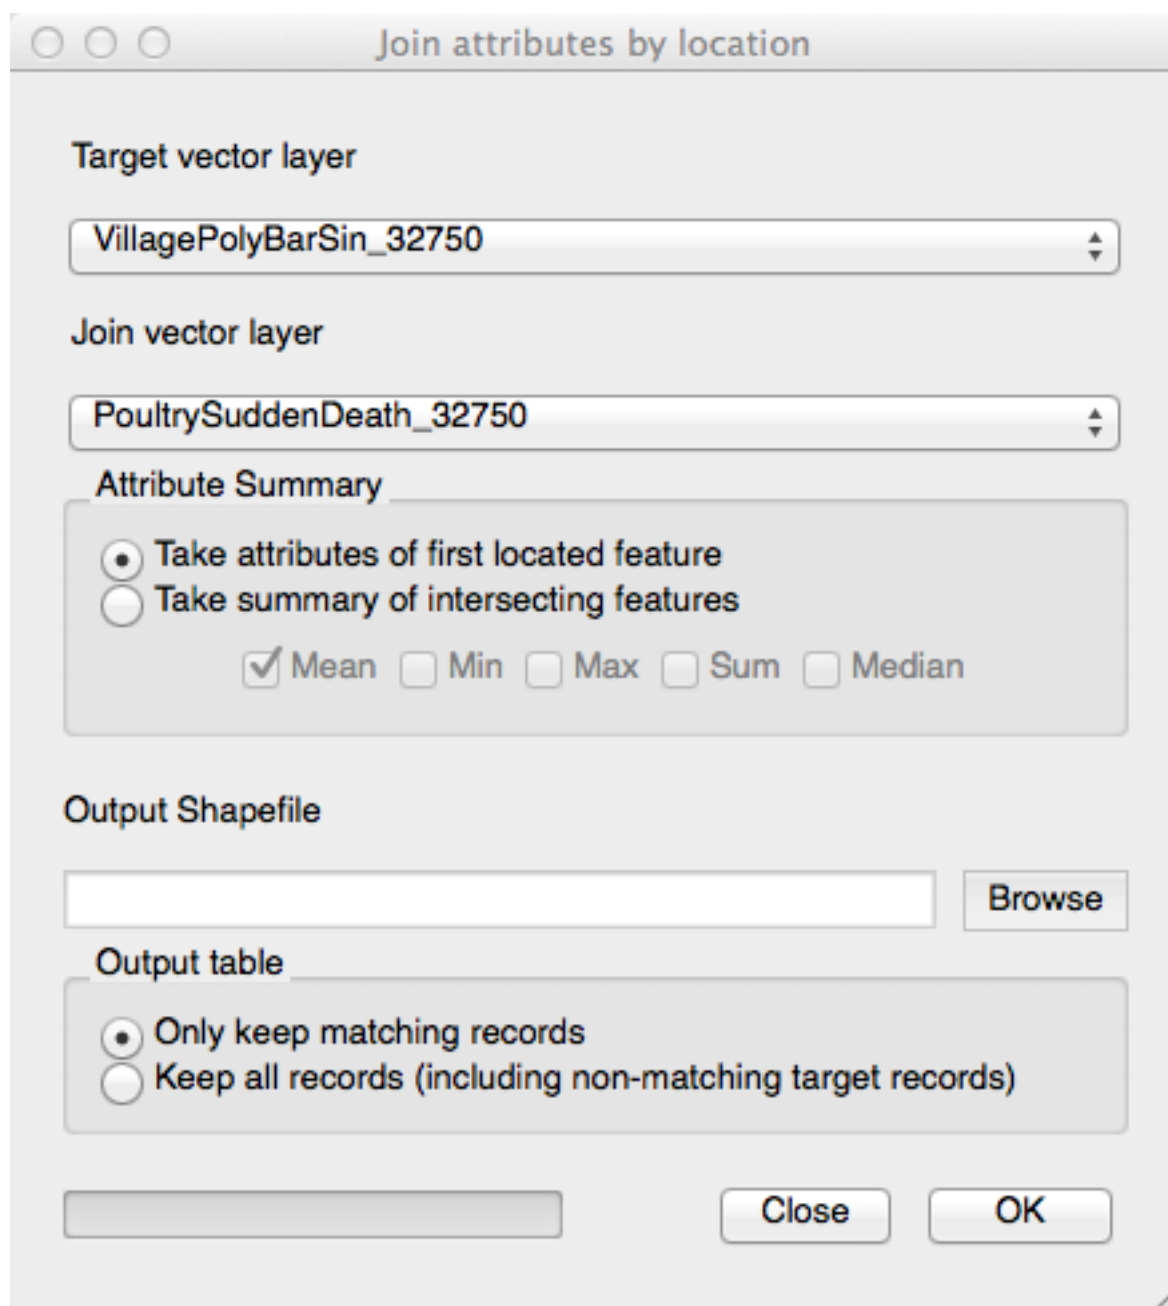 Join attributes by location
Target vector layer
VillagePolyBarSin_32750
Join vector layer
PoultrySuddenDeath_32750
Attribute Summary
Take attributes of first located feature
Take summary of intersecting features
Mean Min Max Sum Median
Output Shapefile
Browse
Output table
Only keep matching records
Keep all records (including non-matching target records)
Close OK